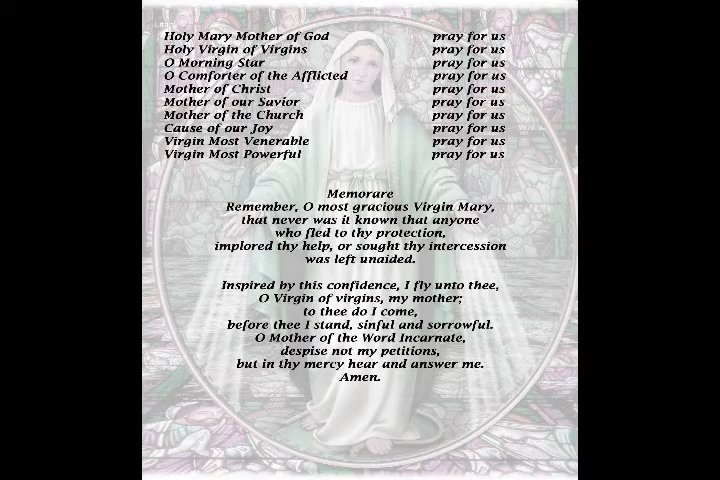 Litany
Holy Mary Mother of God pray for us
Holy Virgin of Virgins pray for us
O Morning Star pray for us
O Comforter of the Afflicted pray for us
Mother of Christ pray for us
Mother of our Savior pray for us
Mother of the Church pray for us
Cause of our Joy pray for us
Virgin Most Venerable pray for us
Virgin Most Powerful pray for us
Memorare
Remember, O most gracious Virgin Mary,
that never was it known that anyone
who fled to thy protection,
implored thy help, or sought thy intercession
was left unaided.
Inspired by this confidence, I fly unto thee,
O Virgin of virgins, my mother;
to thee do I come,
before thee I stand, sinful and sorrowful.
O Mother of the Word Incarnate,
despise not my petitions,
but in thy mercy hear and answer me.
Amen.